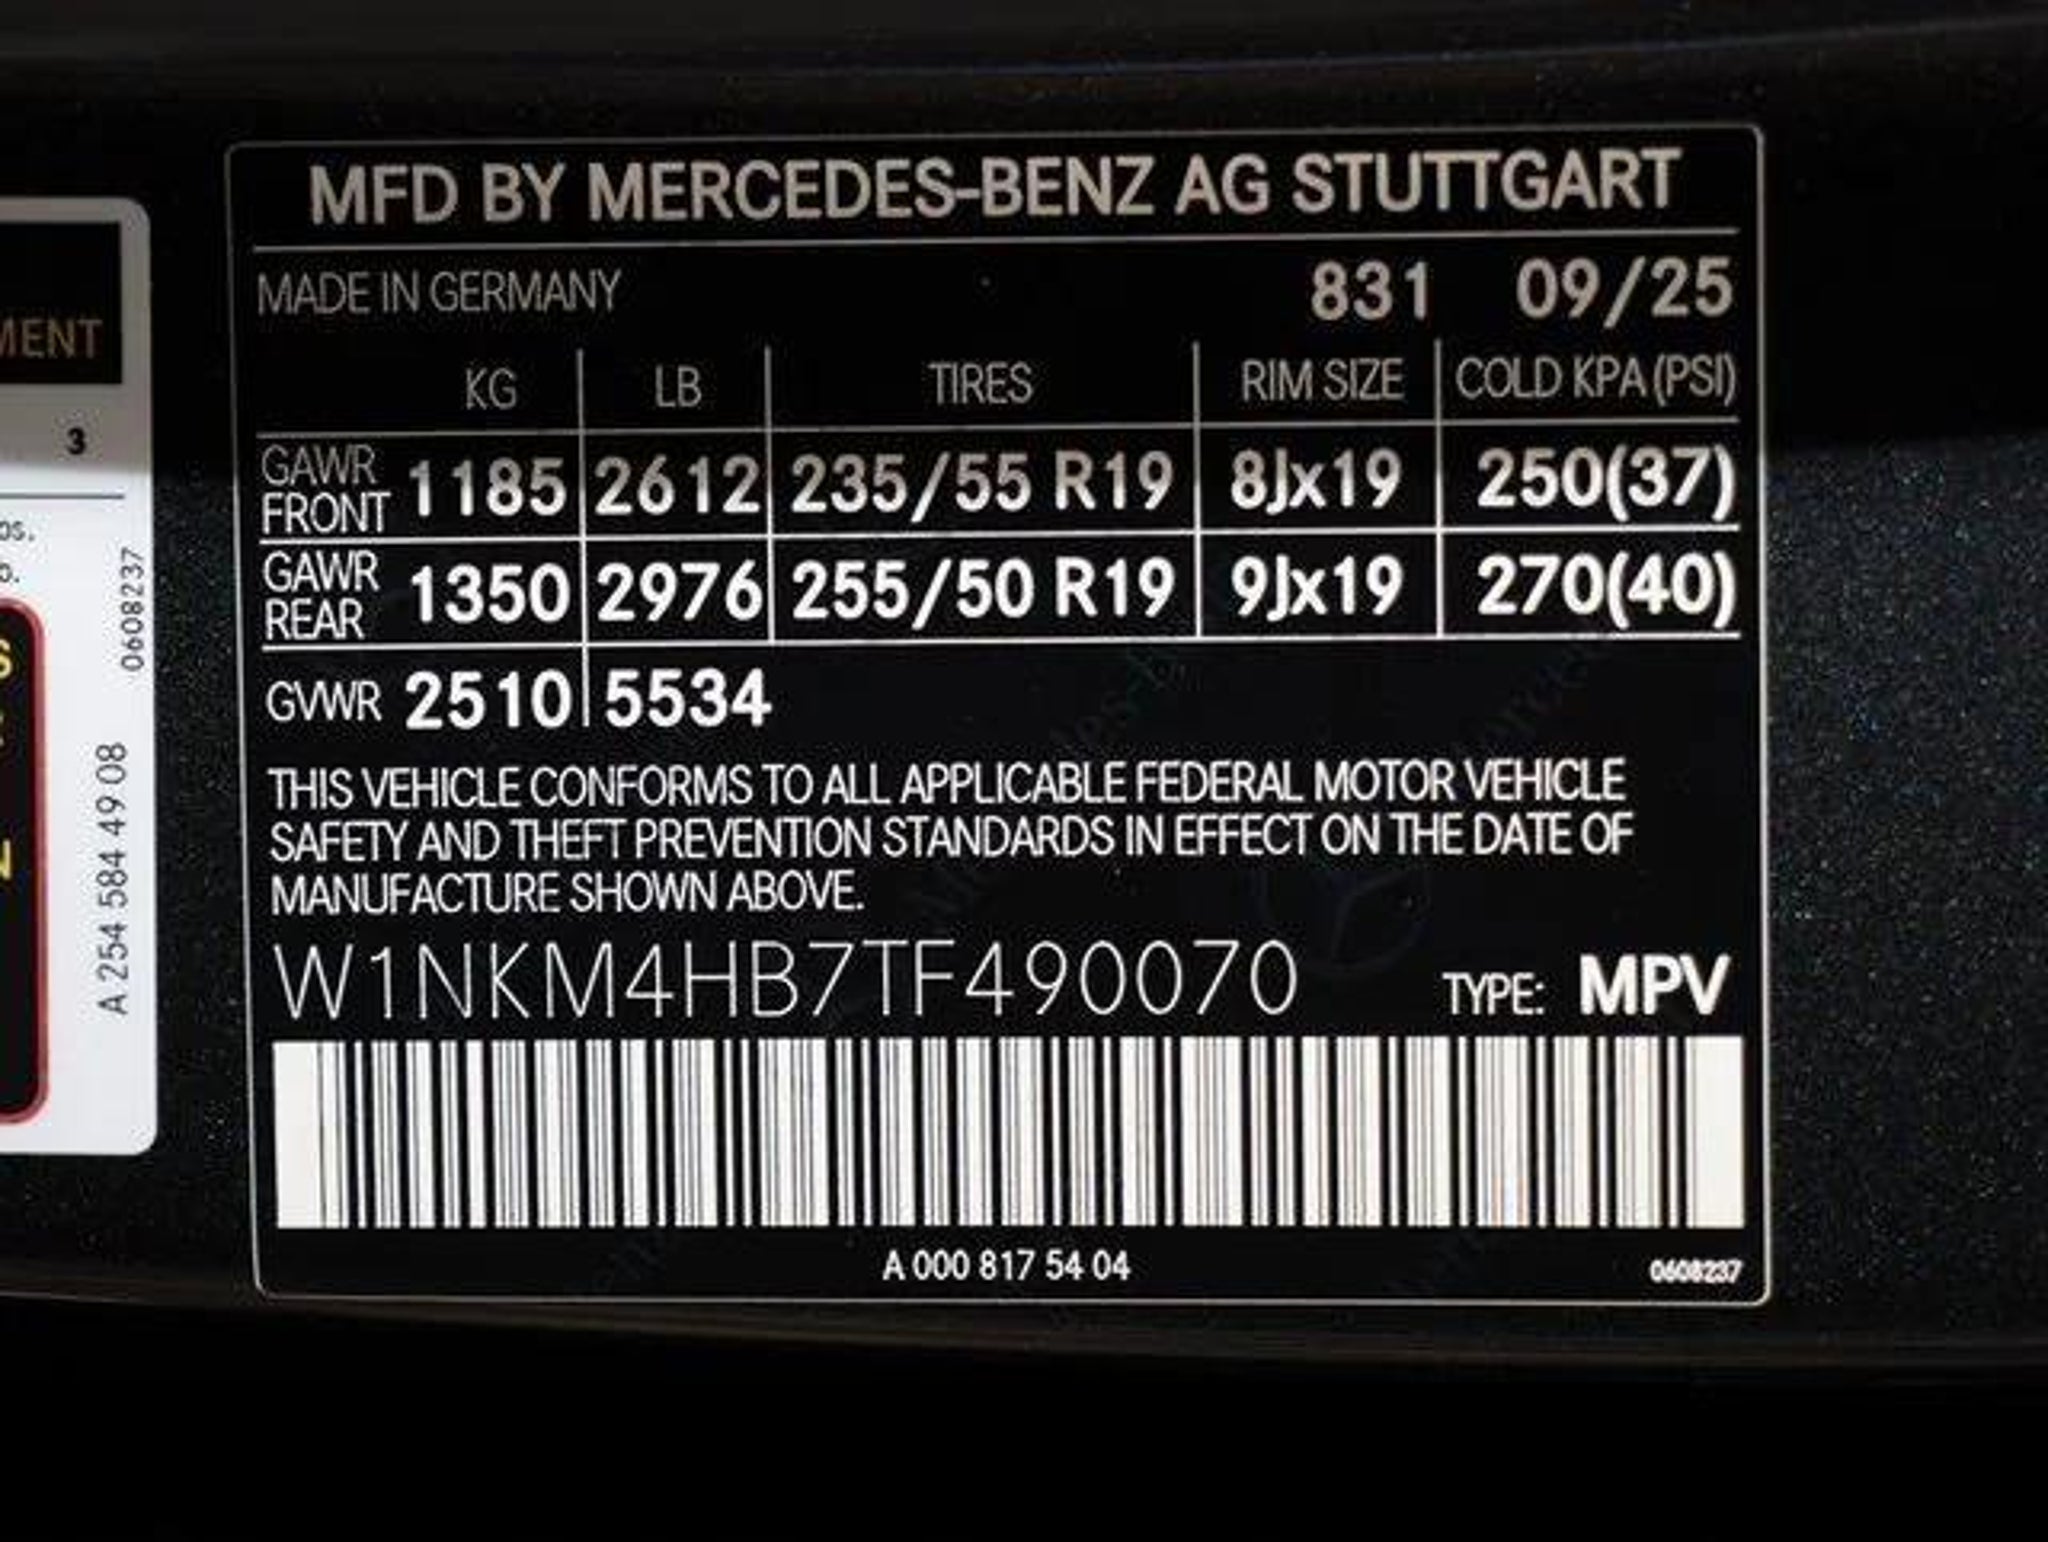 MENT
3
0608237
A 254 584 49 08
MFD BY MERCEDES-BENZ AG STUTTGART
MADE IN GERMANY 831 09/25
KG LB TIRES RIM SIZE COLD KPA (PSI)
GAWR FRONT 1185 2612 235/55 R19 8Jx19 250(37)
GAWR REAR 1350 2976 255/50 R19 9Jx19 270(40)
GVWR 2510 5534
THIS VEHICLE CONFORMS TO ALL APPLICABLE FEDERAL MOTOR VEHICLE
SAFETY AND THEFT PREVENTION STANDARDS IN EFFECT ON THE DATE OF
MANUFACTURE SHOWN ABOVE.
W1NKM4HB7TF490070 TYPE: MPV
A 000 817 54 04 0608237